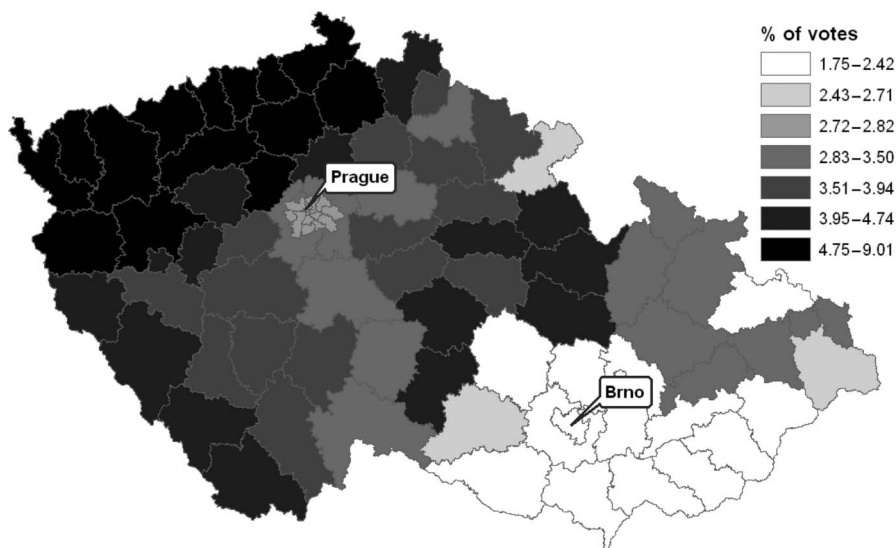 % of votes
1.75–2.42
2.43–2.71
2.72–2.82
2.83–3.50
3.51–3.94
3.95–4.74
4.75–9.01
Prague
Brno